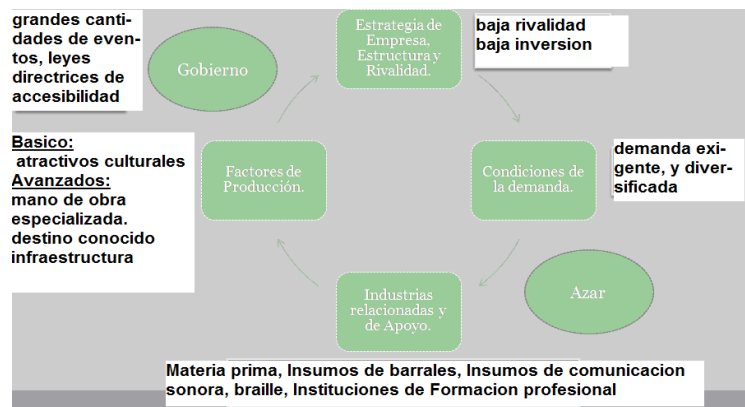 grandes canti-
dades de even-
tos, leyes
directrices de
accesibilidad
Gobierno
Estrategia de
Empresa,
Estructura y
Rivalidad.
baja rivalidad
baja inversion
Basico:
atractivos culturales
Avanzados:
mano de obra
especializada.
destino conocido
infraestructura
Factores de
Producción.
Condiciones de
la demanda.
demanda exi-
gente, y diver-
sificada
Industrias
relacionadas y
de Apoyo.
Azar
Materia prima, Insumos de barrales, Insumos de comunicacion
sonora, braille, Instituciones de Formacion profesional